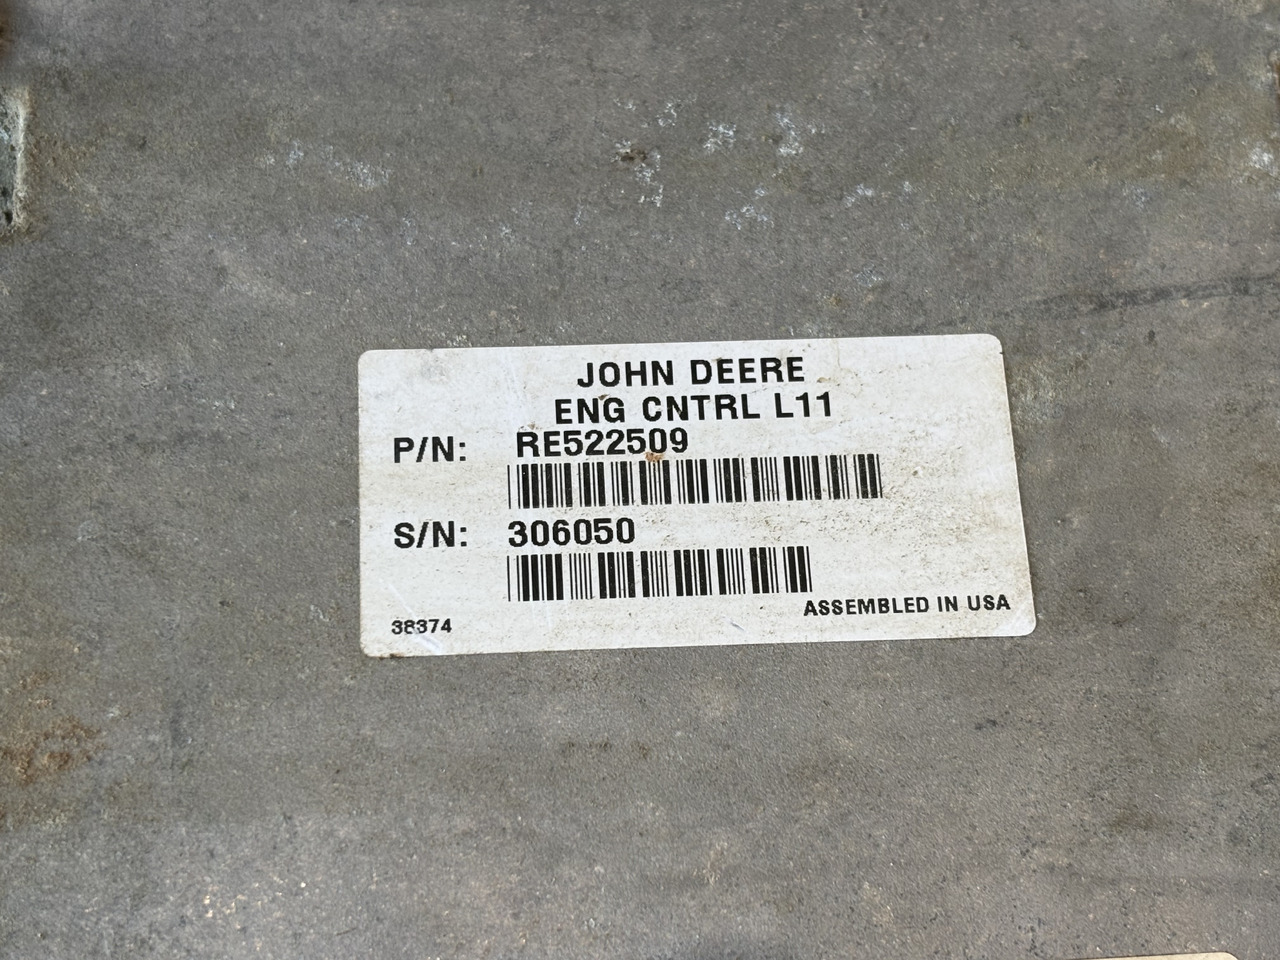 JOHN DEERE
ENG CNTRL L11
P/N: RE522509
S/N: 306050
38374
ASSEMBLED IN USA